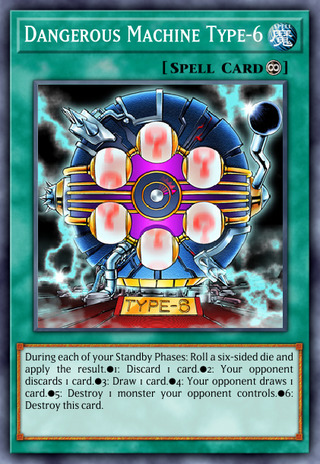 DANGEROUS MACHINE TYPE-6
魔
[SPELL CARD]
TYPE-6
During each of your Standby Phases: Roll a six-sided die and
apply the result.●1: Discard 1 card.●2: Your opponent
discards 1 card.●3: Draw 1 card.●4: Your opponent draws 1
card.●5: Destroy 1 monster your opponent controls.●6:
Destroy this card.